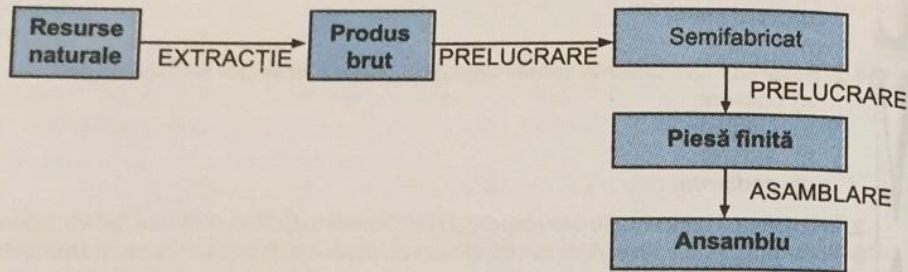 Resurse
naturale
EXTRACȚIE
Produs
brut
PRELUCRARE
Semifabricat
PRELUCRARE
Piesă finită
ASAMBLARE
Ansamblu